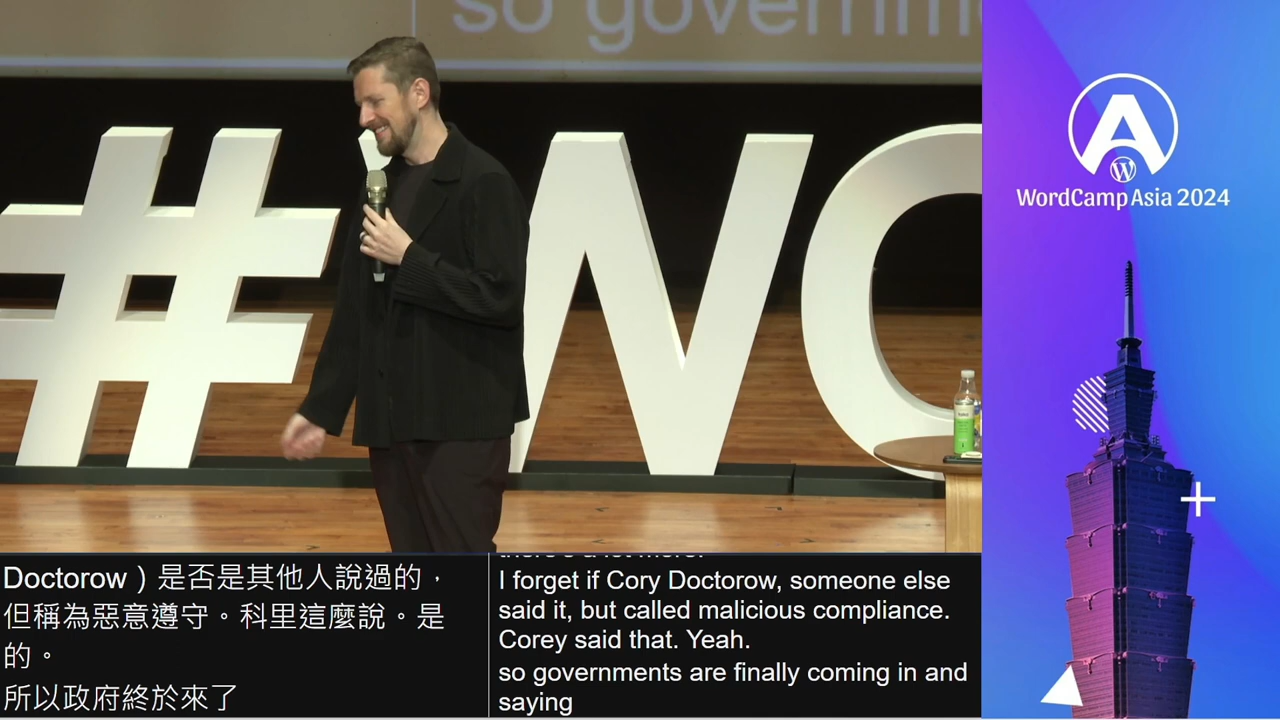 so governm
#WC
WordCamp Asia 2024
Doctorow ) 是否是其他人說過的，
但稱為惡意遵守。科里這麼說。是
的。
所以政府終於來了
there's a lot more.
I forget if Cory Doctorow, someone else
said it, but called malicious compliance.
Corey said that. Yeah.
so governments are finally coming in and
saying